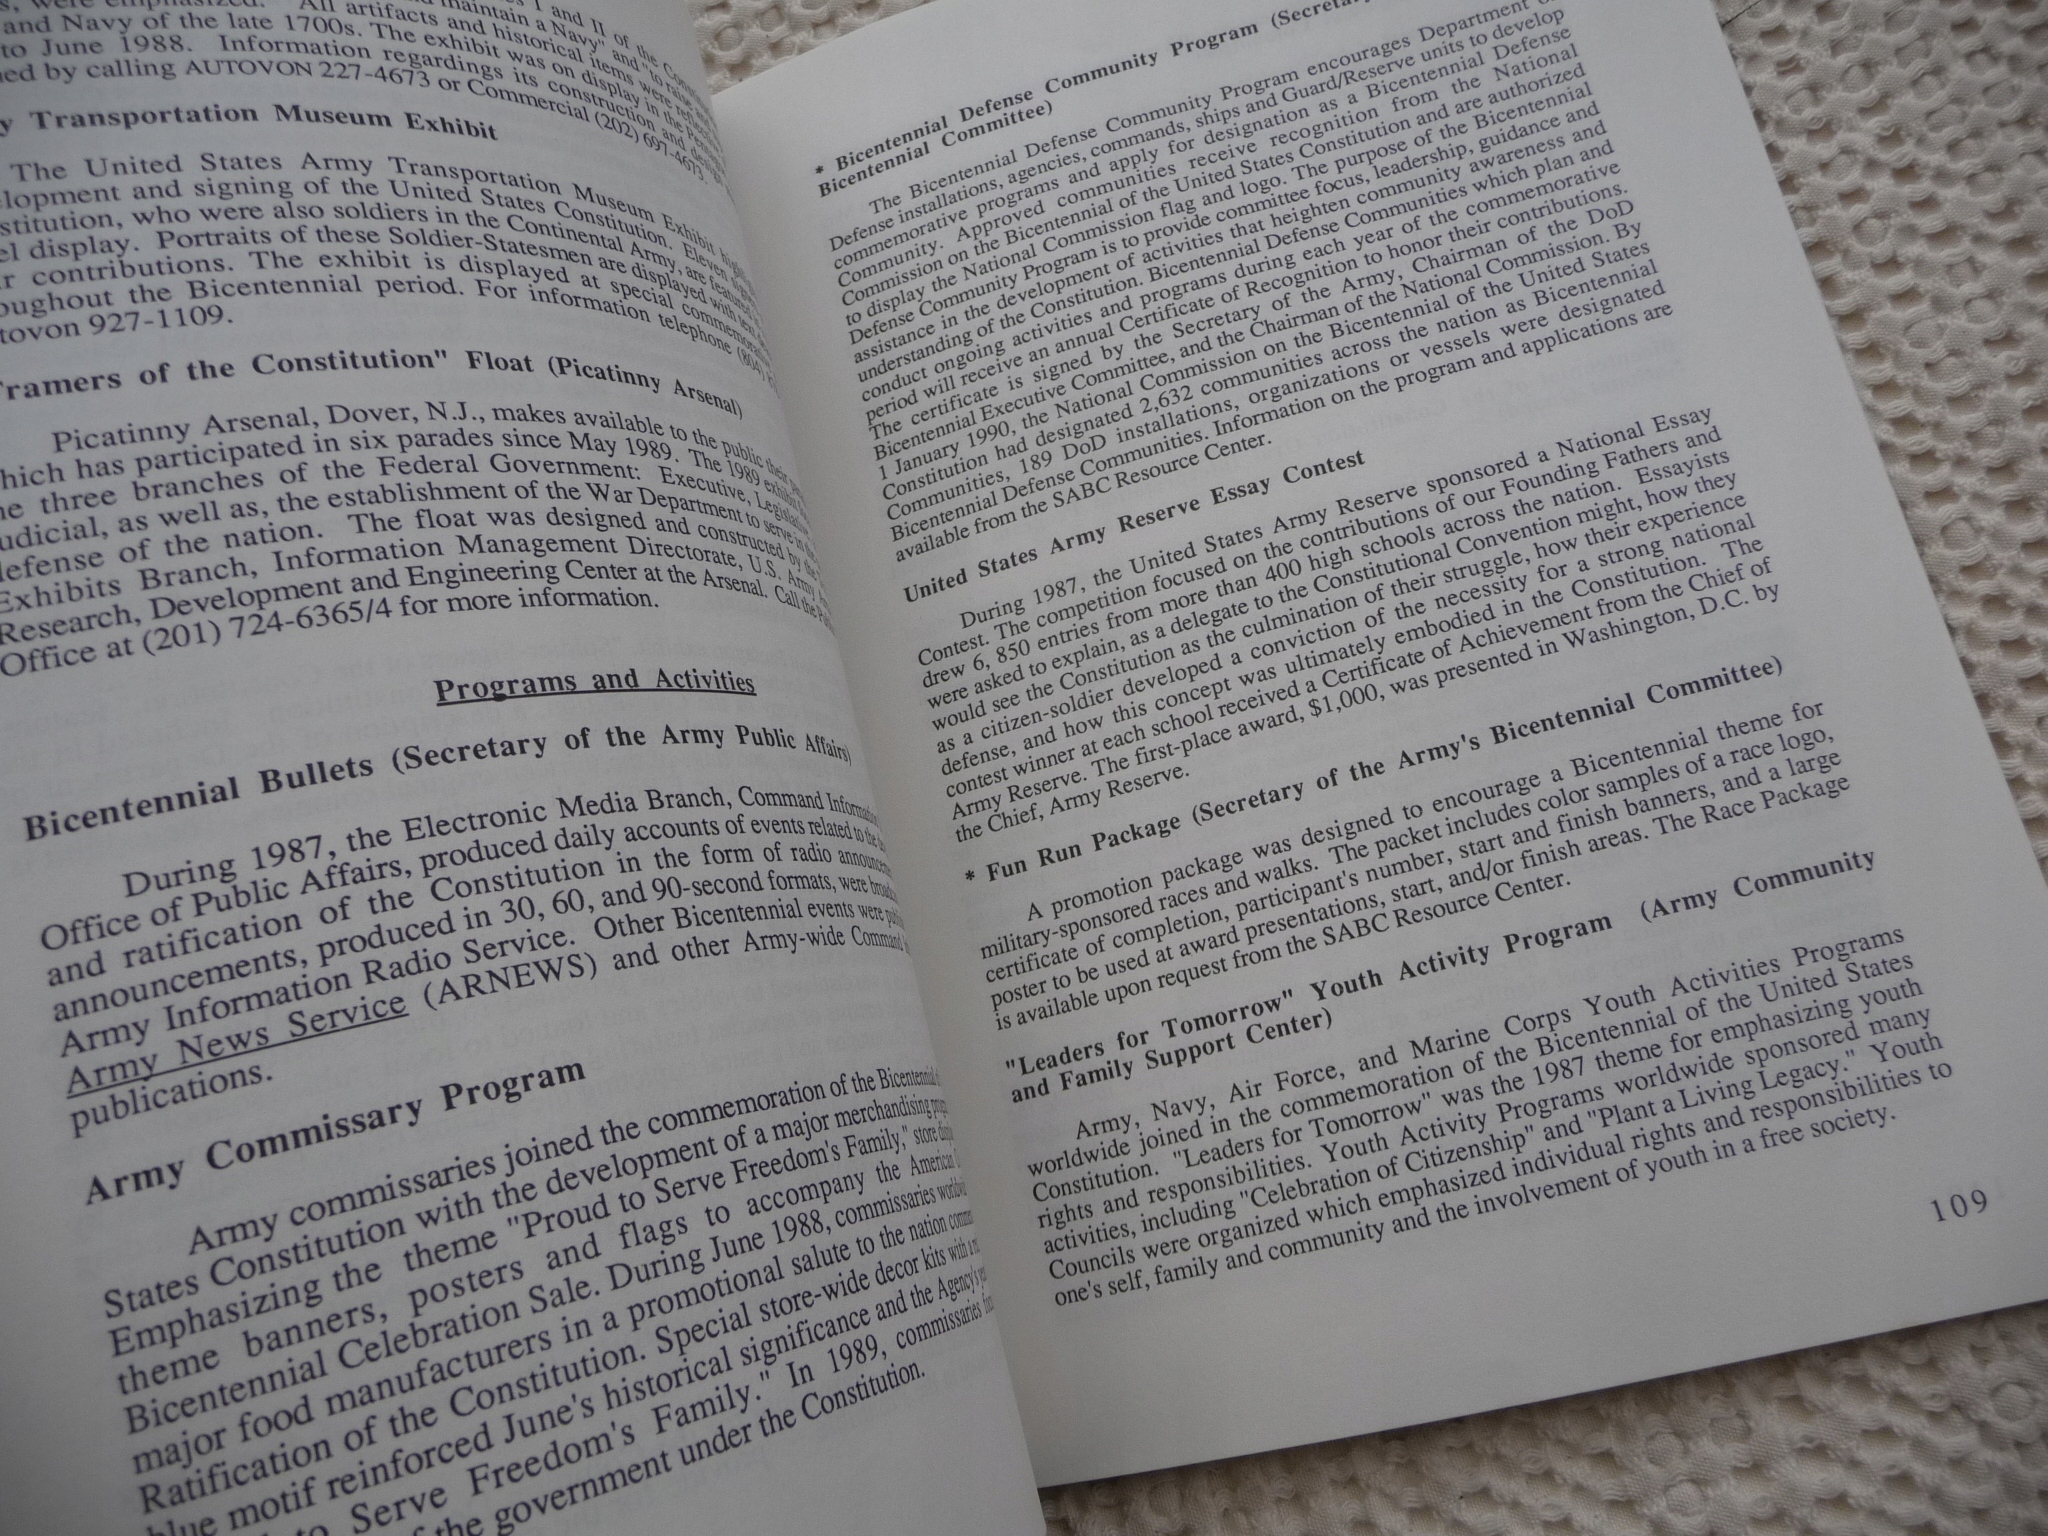 were emphasized. All artifacts and historical items were
and Navy of the late 1700s. The exhibit was on display in the
to June 1988. Information regardings its construction and
by calling AUTOVON 227-4673 or Commercial (202) 697-4673.
Transportation Museum Exhibit
The United States Army Transportation Museum Exhibit
and signing of the United States Constitution. Eleven
who were also soldiers in the Continental Army, are featured
display. Portraits of these Soldier-Statesmen are displayed with text
contributions. The exhibit is displayed at special
the Bicentennial period. For information telephone (804)
927-1109.
of the Constitution" Float (Picatinny Arsenal)
Picatinny Arsenal, Dover, N.J., makes available to the public their
which has participated in six parades since May 1989. The 1989 exhibit
three branches of the Federal Government: Executive,
as well as, the establishment of the War Department to serve in
defense of the nation. The float was designed and constructed by the
Exhibits Branch, Information Management Directorate, U.S. Army
Research, Development and Engineering Center at the Arsenal. Call the
Office at (201) 724-6365/4 for more information.
Programs and Activities
Bicentennial Bullets (Secretary of the Army Public Affairs)
During 1987, the Electronic Media Branch, Command
Office of Public Affairs, produced daily accounts of events related to the
and ratification of the Constitution in the form of radio
announcements, produced in 30, 60, and 90-second formats, were
Army Information Radio Service. Other Bicentennial events were
Army News Service (ARNEWS) and other Army-wide Command
publications.
Army Commissary Program
Army commissaries joined the commemoration of the Bicentennial
States Constitution with the development of a major merchandising
Emphasizing the theme "Proud to Serve Freedom's Family," store
theme banners, posters and flags to accompany the American
Bicentennial Celebration Sale. During June 1988, commissaries
major food manufacturers in a promotional salute to the nation
Ratification of the Constitution. Special store-wide decor kits with a
blue motif reinforced June's historical significance and the Agency's
to Serve Freedom's Family." In 1989, commissaries
the government under the Constitution.
* Bicentennial Defense Community Program
Bicentennial Committee)
The Bicentennial Defense Community Program encourages Department
Defense installations, agencies, commands, ships and Guard/Reserve units to develop
commemorative programs and apply for designation as a Bicentennial Defense
Community. Approved communities receive recognition from the National
Commission on the Bicentennial of the United States Constitution and are authorized
to display the National Commission flag and logo. The purpose of the Bicentennial
Defense Community Program is to provide committee focus, leadership, guidance and
assistance in the development of activities that heighten community awareness and
understanding of the Constitution. Bicentennial Defense Communities which plan and
conduct ongoing activities and programs during each year of the commemorative
period will receive an annual Certificate of Recognition to honor their contributions.
The certificate is signed by the Secretary of the Army, Chairman of the DoD
Bicentennial Executive Committee, and the Chairman of the National Commission. By
1 January 1990, the National Commission on the Bicentennial of the United States
Constitution had designated 2,632 communities across the nation as Bicentennial
Communities, 189 DoD installations, organizations or vessels were designated
Bicentennial Defense Communities. Information on the program and applications are
available from the SABC Resource Center.
United States Army Reserve Essay Contest
During 1987, the United States Army Reserve sponsored a National Essay
Contest. The competition focused on the contributions of our Founding Fathers and
drew 6, 850 entries from more than 400 high schools across the nation. Essayists
were asked to explain, as a delegate to the Constitutional Convention might, how they
would see the Constitution as the culmination of their struggle, how their experience
as a citizen-soldier developed a conviction of the necessity for a strong national
defense, and how this concept was ultimately embodied in the Constitution. The
contest winner at each school received a Certificate of Achievement from the Chief of
Army Reserve. The first-place award, $1,000, was presented in Washington, D.C. by
the Chief, Army Reserve.
* Fun Run Package (Secretary of the Army's Bicentennial Committee)
A promotion package was designed to encourage a Bicentennial theme for
military-sponsored races and walks. The packet includes color samples of a race logo,
certificate of completion, participant's number, start and finish banners, and a large
poster to be used at award presentations, start, and/or finish areas. The Race Package
is available upon request from the SABC Resource Center.
"Leaders for Tomorrow" Youth Activity Program (Army Community
and Family Support Center)
Army, Navy, Air Force, and Marine Corps Youth Activities Programs
worldwide joined in the commemoration of the Bicentennial of the United States
Constitution. "Leaders for Tomorrow" was the 1987 theme for emphasizing youth
rights and responsibilities. Youth Activity Programs worldwide sponsored many
activities, including "Celebration of Citizenship" and "Plant a Living Legacy." Youth
Councils were organized which emphasized individual rights and responsibilities to
one's self, family and community and the involvement of youth in a free society.
109